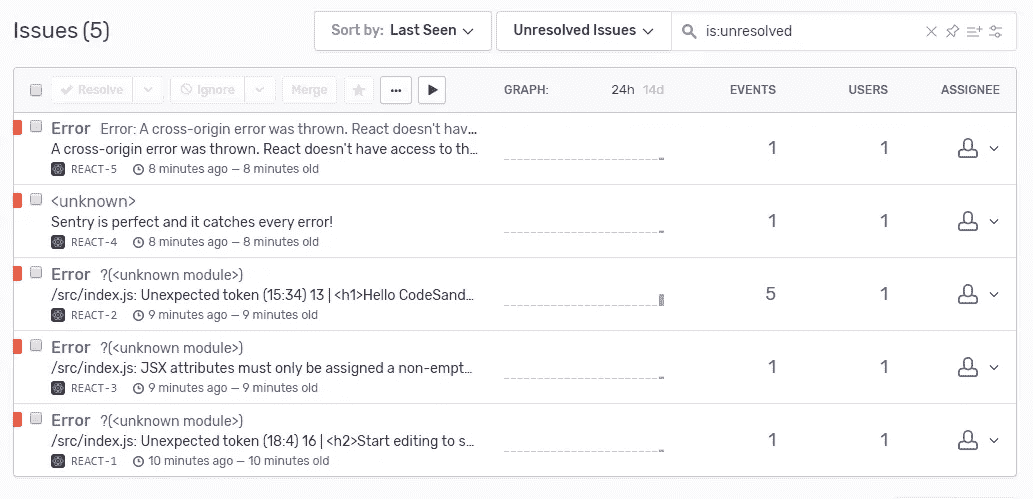 Issues (5)
Sort by: Last Seen
Unresolved Issues
is:unresolved
Resolve
Ignore
Merge
GRAPH: 24h 14d
EVENTS
USERS
ASSIGNEE
Error Error: A cross-origin error was thrown. React doesn't hav...
A cross-origin error was thrown. React doesn't have access to th...
REACT-5 8 minutes ago — 8 minutes old
1 1
<unknown>
Sentry is perfect and it catches every error!
REACT-4 8 minutes ago — 8 minutes old
1 1
Error ?(<unknown module>)
/src/index.js: Unexpected token (15:34) 13 | <h1>Hello CodeSand...
REACT-2 9 minutes ago — 9 minutes old
5 1
Error ?(<unknown module>)
/src/index.js: JSX attributes must only be assigned a non-empt...
REACT-3 9 minutes ago — 9 minutes old
1 1
Error ?(<unknown module>)
/src/index.js: Unexpected token (18:4) 16 | <h2>Start editing to s...
REACT-1 10 minutes ago — 10 minutes old
1 1